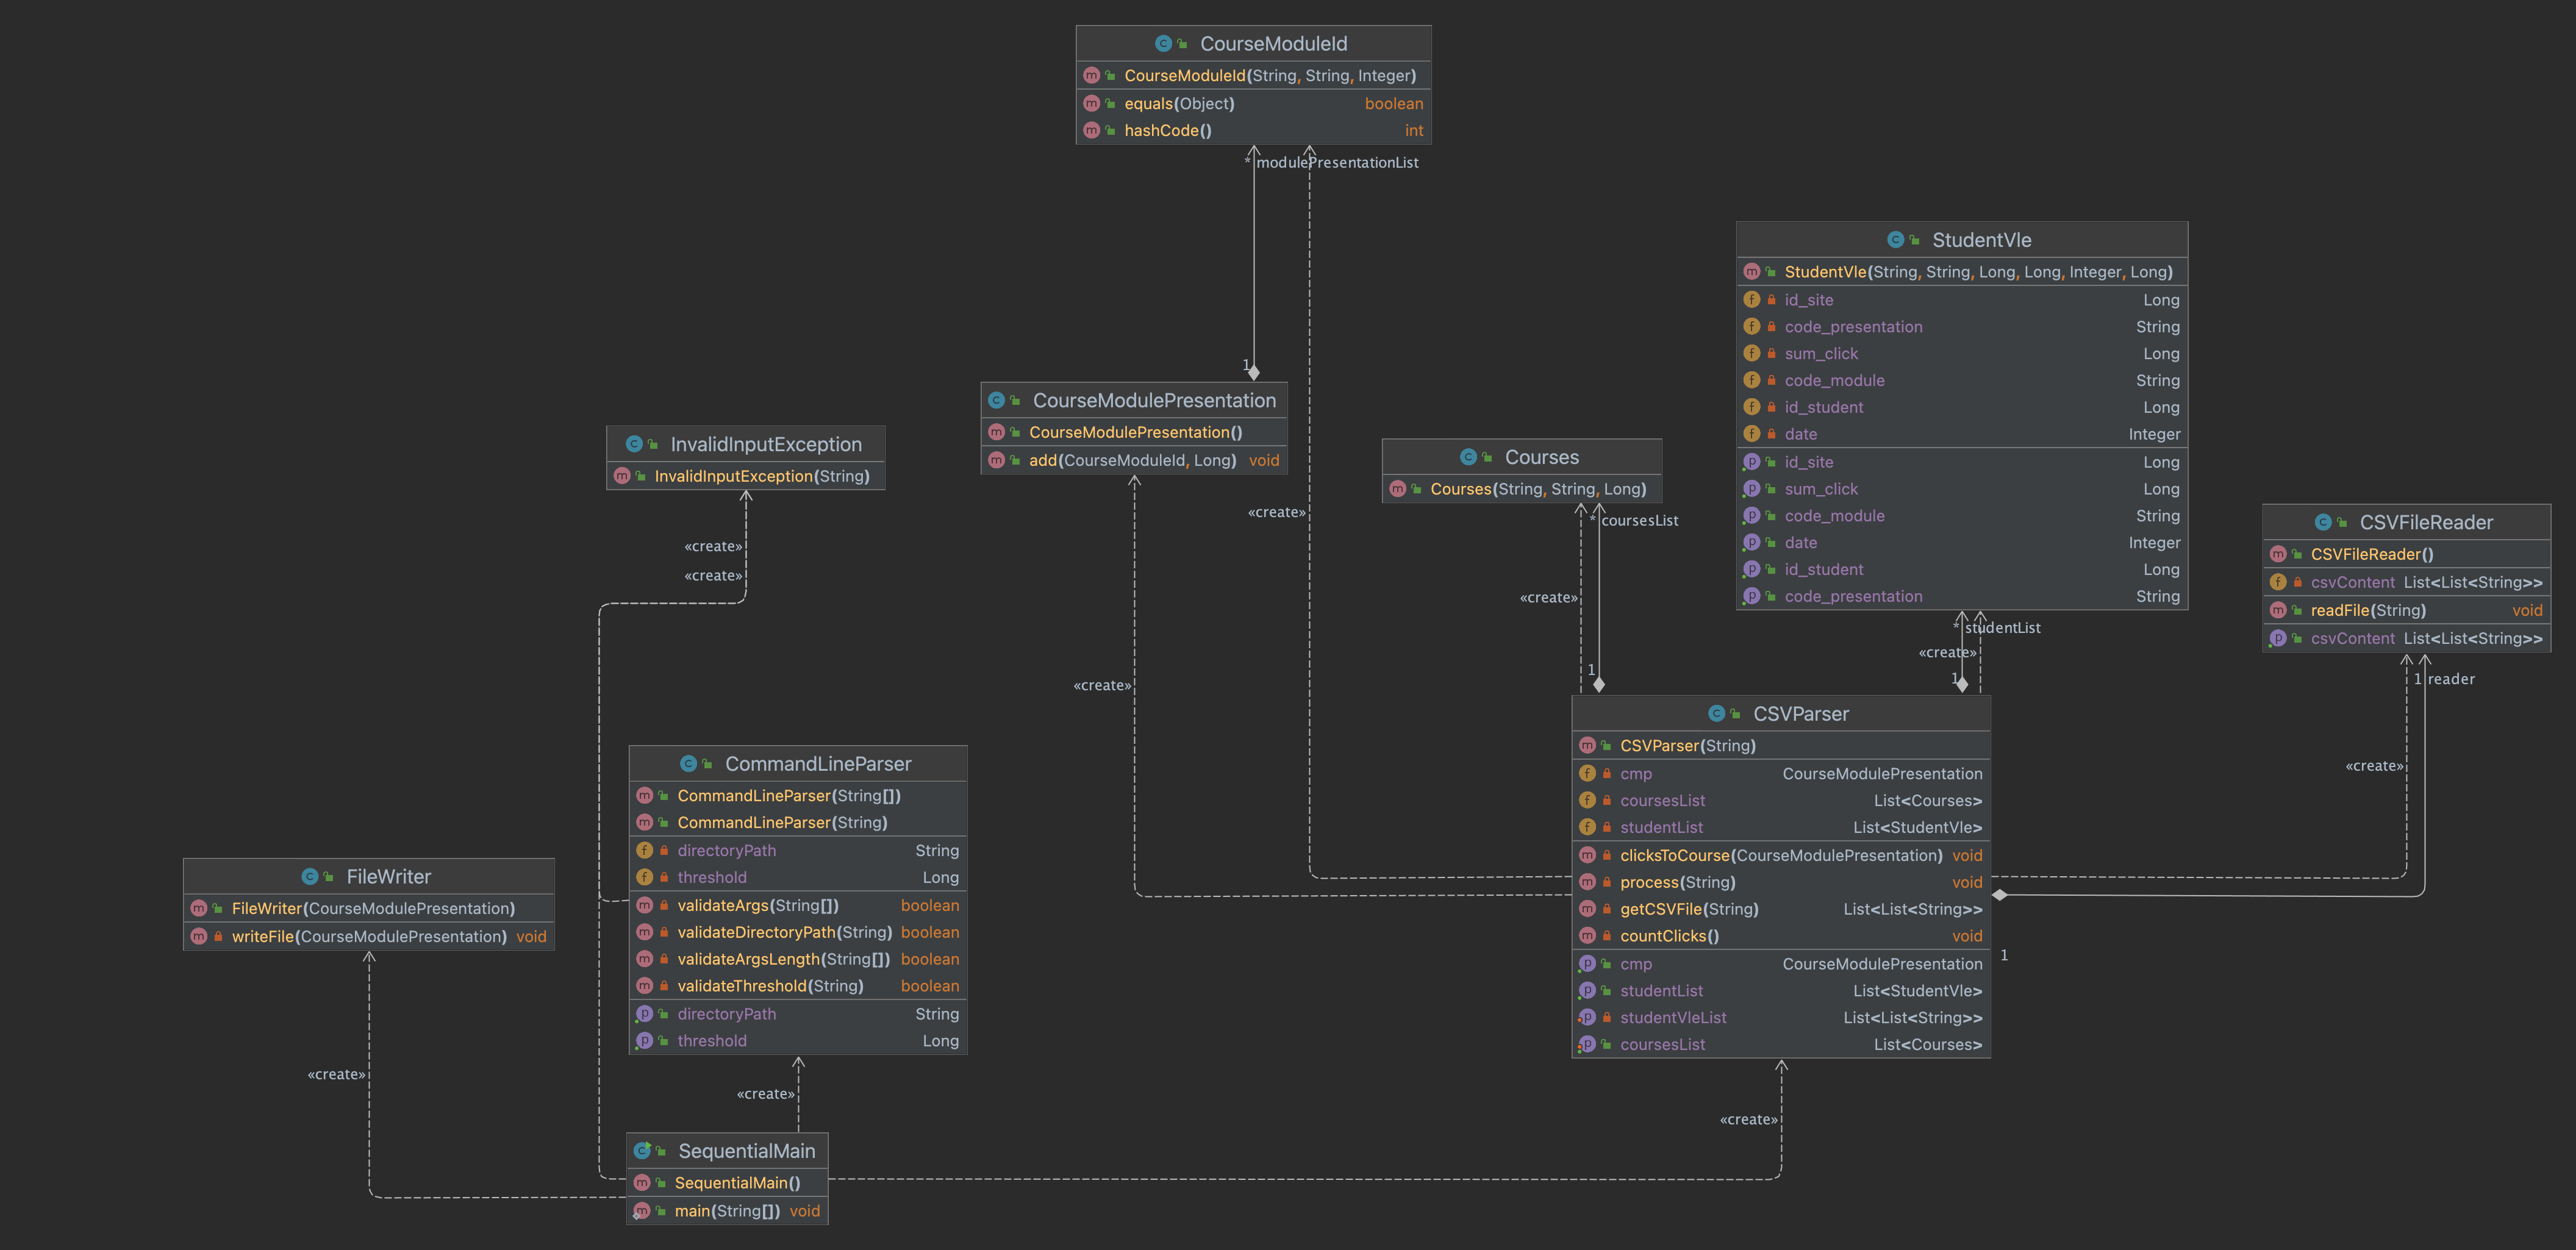 CourseModuleId
CourseModuleId(String, String, Integer)
equals(Object) boolean
hashCode() int
* modulePresentationList
1
CourseModulePresentation
CourseModulePresentation()
add(CourseModuleId, Long) void
«create»
«create»
InvalidInputException
InvalidInputException(String)
«create»
«create»
Courses
Courses(String, String, Long)
* coursesList
«create»
1
StudentVle
StudentVle(String, String, Long, Long, Integer, Long)
id_site Long
code_presentation String
sum_click Long
code_module String
id_student Long
date Integer
id_site Long
sum_click Long
code_module String
date Integer
id_student Long
code_presentation String
* studentList
«create»
1
CSVFileReader
CSVFileReader()
csvContent List<List<String>>
readFile(String) void
csvContent List<List<String>>
1 reader
«create»
CSVParser
CSVParser(String)
cmp CourseModulePresentation
coursesList List<Courses>
studentList List<StudentVle>
clicksToCourse(CourseModulePresentation) void
process(String) void
getCSVFile(String) List<List<String>>
countClicks() void
cmp CourseModulePresentation
studentList List<StudentVle>
studentVleList List<List<String>>
coursesList List<Courses>
1
«create»
CommandLineParser
CommandLineParser(String[])
CommandLineParser(String)
directoryPath String
threshold Long
validateArgs(String[]) boolean
validateDirectoryPath(String) boolean
validateArgsLength(String[]) boolean
validateThreshold(String) boolean
directoryPath String
threshold Long
«create»
FileWriter
FileWriter(CourseModulePresentation)
writeFile(CourseModulePresentation) void
«create»
SequentialMain
SequentialMain()
main(String[]) void